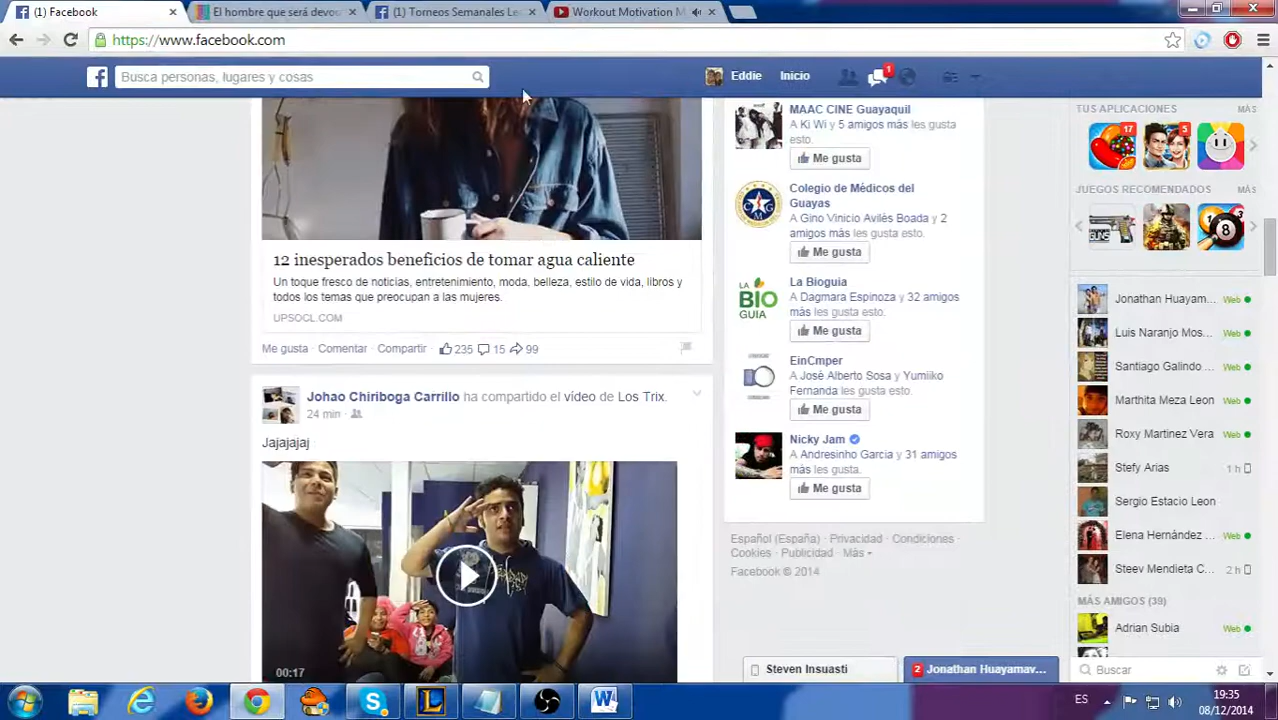 (1) Facebook
El hombre que será devou
(1) Torneos Semanales Le
Workout Motivation M
https://www.facebook.com
Busca personas, lugares y cosas
Eddie
Inicio
1
12 inesperados beneficios de tomar agua caliente
Un toque fresco de noticias, entretenimiento, moda, belleza, estilo de vida, libros y
todos los temas que preocupan a las mujeres.
UPSOCL.COM
Me gusta Comentar Compartir 235 15 99
Johao Chiriboga Carrillo ha compartido el vídeo de Los Trix.
24 min
Jajajajaj
00:17
MAAC CINE Guayaquil
A Ki Wi y 5 amigos más les gusta
esto.
Me gusta
Colegio de Médicos del
Guayas
A Gino Vinicio Avilés Boada y 2
amigos más les gusta esto.
Me gusta
LA
BIO
GUIA
La Bioguia
A Dagmara Espinoza y 32 amigos
más les gusta esto.
Me gusta
EinCmper
A José Alberto Sosa y Yumiiko
Fernanda les gusta esto.
Me gusta
Nicky Jam
A Andresinho Garcia y 31 amigos
más les gusta.
Me gusta
Español (España) · Privacidad · Condiciones ·
Cookies · Publicidad · Más
Facebook © 2014
TUS APLICACIONES MÁS
17
5
JUEGOS RECOMENDADOS MÁS
GUNS
8
Jonathan Huayam... Web
Luis Naranjo Mos... Web
Santiago Galindo ... Web
Marthita Meza Leon Web
Roxy Martinez Vera Web
Stefy Arias 1 h
Sergio Estacio Leon
Elena Hernández ... Web
Steev Mendieta C... 2 h
MÁS AMIGOS (39)
Adrian Subia Web
Steven Insuasti
2 Jonathan Huayamav...
Buscar
ES
19:35
08/12/2014